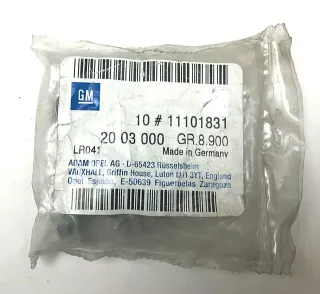 GM
10 # 11101831
20 03 000 GR.8.900
LR041 Made in Germany
ADAM OPEL AG - D-65423 Rüsselsheim
VAUXHALL, Griffin House, Luton LU1 3YT, England
Opel España, E-50639 Figueruelas Zaragoza